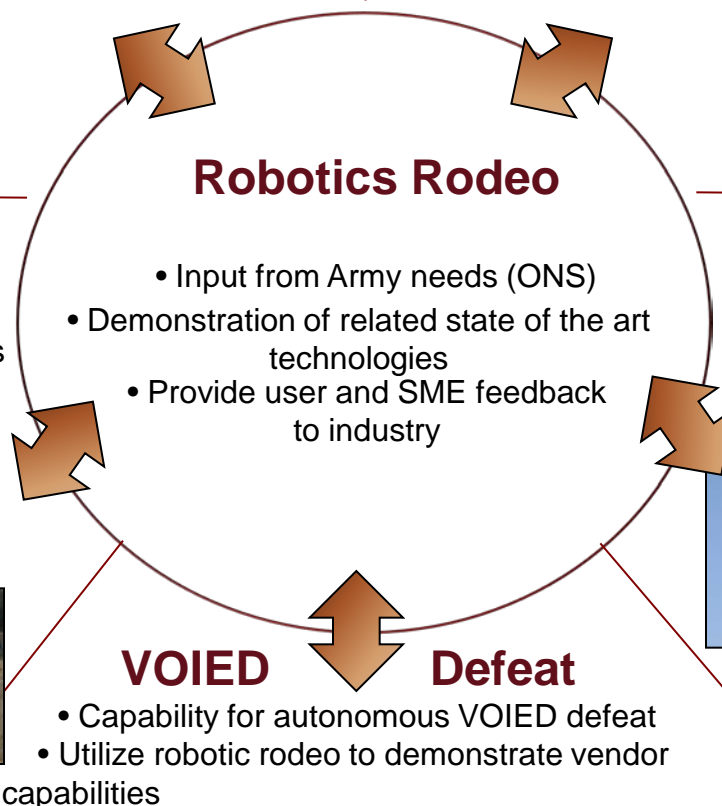 Robotics Rodeo
• Input from Army needs (ONS)
• Demonstration of related state of the art
technologies
• Provide user and SME feedback
to industry
VOIED Defeat
• Capability for autonomous VOIED defeat
• Utilize robotic rodeo to demonstrate vendor
capabilities